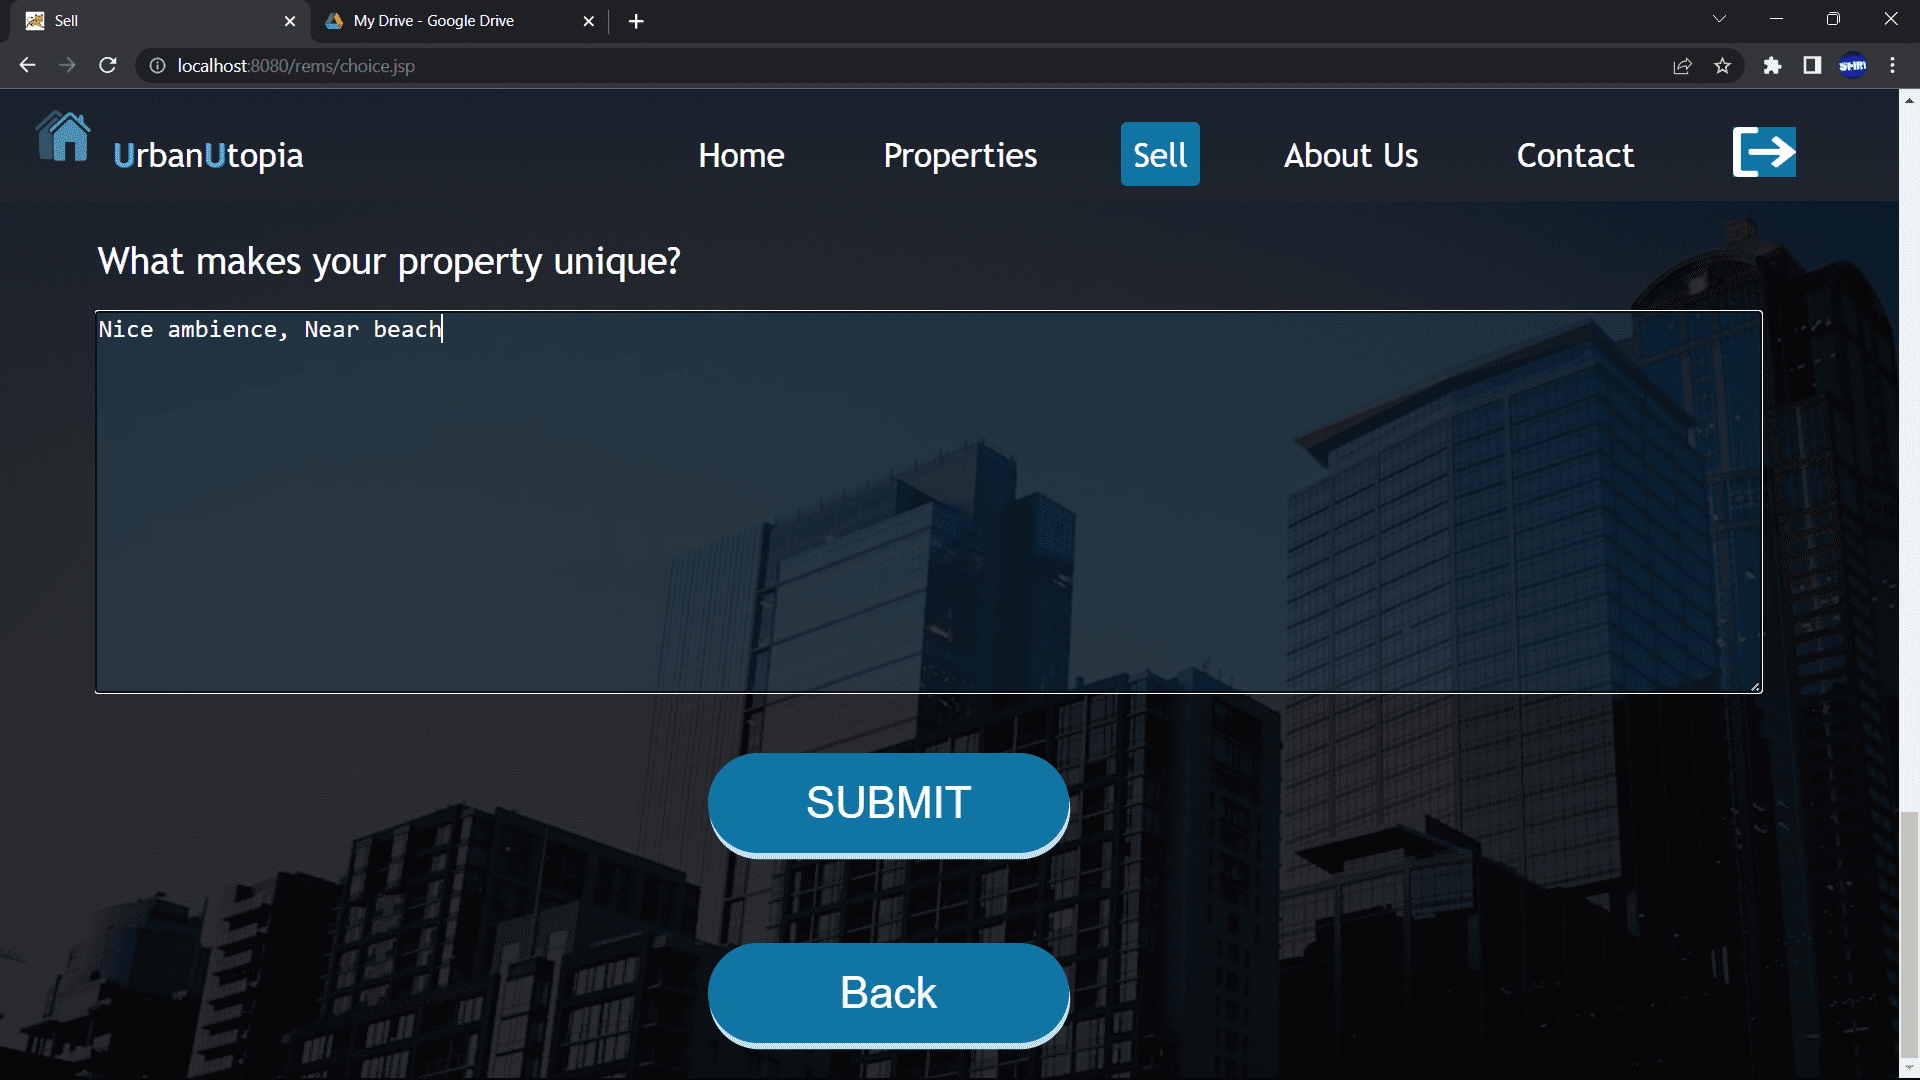 Sell
My Drive - Google Drive
localhost:8080/rems/choice.jsp
UrbanUtopia
Home
Properties
Sell
About Us
Contact
What makes your property unique?
Nice ambience, Near beach
SUBMIT
Back